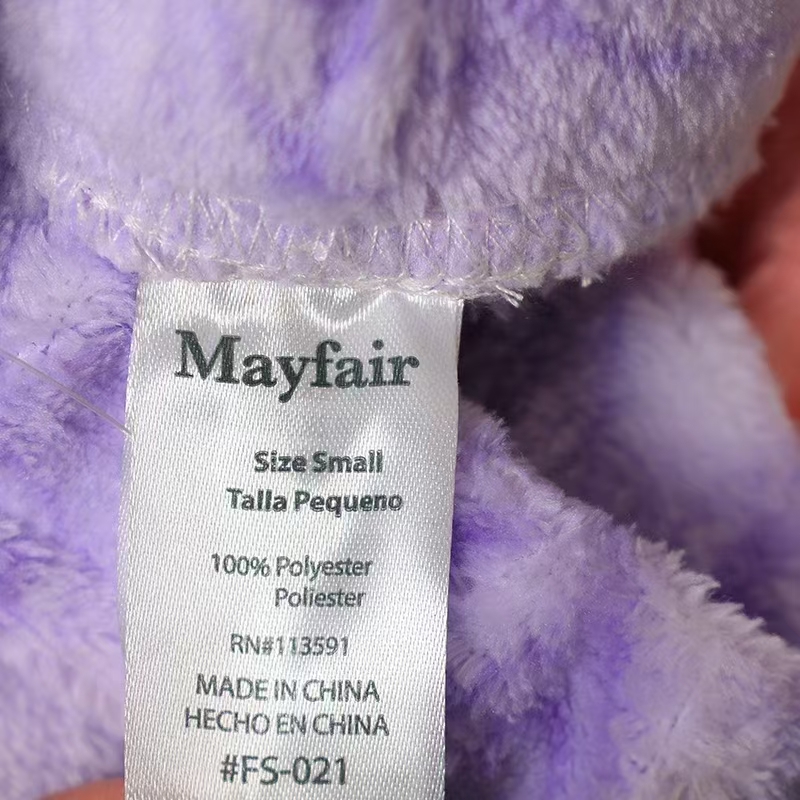 Mayfair
Size Small
Talla Pequeno
100% Polyester
Poliester
RN#113591
MADE IN CHINA
HECHO EN CHINA
#FS-021